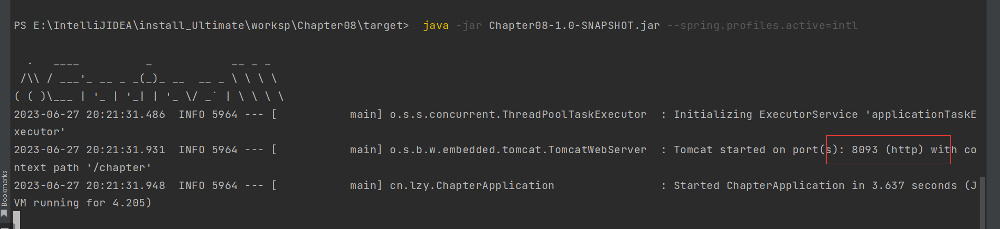 PS E:\IntelliJIDEA\install_Ultimate\worksp\Chapter08\target>  java -jar Chapter08-1.0-SNAPSHOT.jar --spring.profiles.active=intl
  .   ____          _            __ _ _
 /\\ / ___'_ __ _ _(_)_ __  __ _ \ \ \ \
( ( )\___ | '_ | '_| | '_ \/ _` | \ \ \ \
2023-06-27 20:21:31.486  INFO 5964 --- [           main] o.s.s.concurrent.ThreadPoolTaskExecutor  : Initializing ExecutorService 'applicationTaskE
xecutor'
2023-06-27 20:21:31.931  INFO 5964 --- [           main] o.s.b.w.embedded.tomcat.TomcatWebServer  : Tomcat started on port(s): 8093 (http) with co
ntext path '/chapter'
2023-06-27 20:21:31.948  INFO 5964 --- [           main] cn.lzy.ChapterApplication                : Started ChapterApplication in 3.637 seconds (J
VM running for 4.205)
Bookmarks